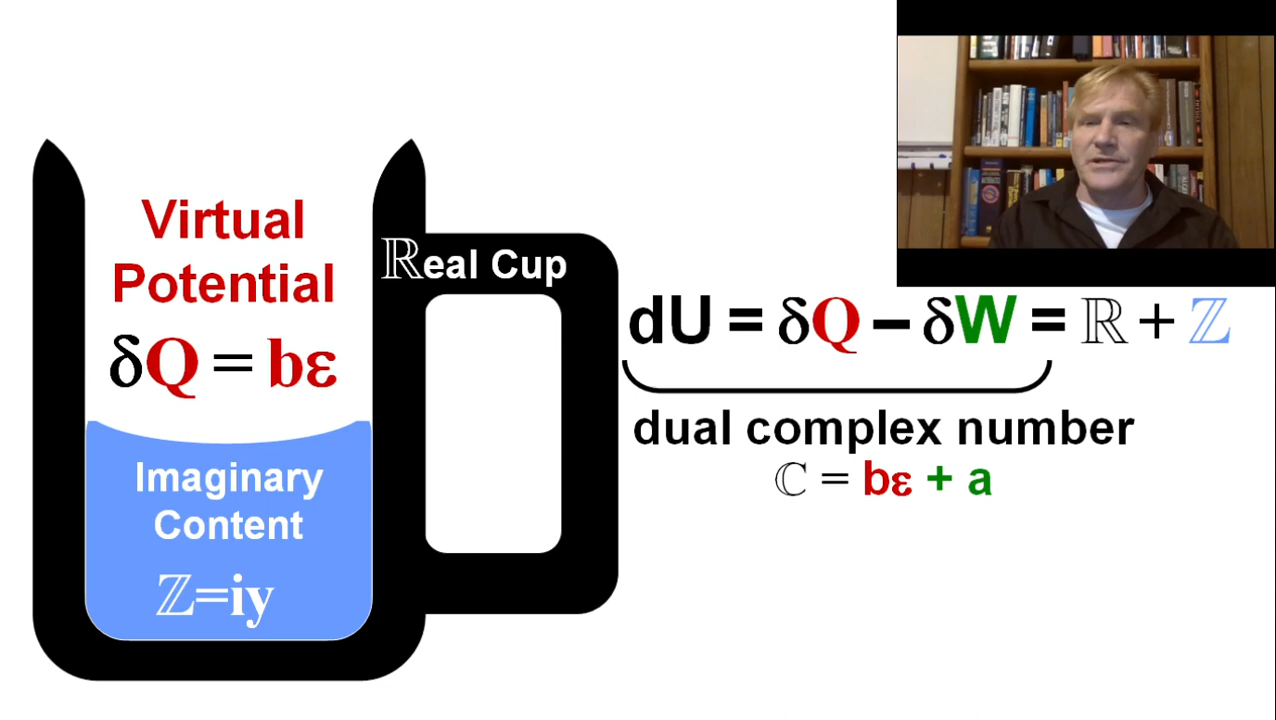 Virtual
Potential
δQ = bε
Imaginary
Content
ℤ=iy
ℝeal Cup
dU = δQ – δW = ℝ + ℤ
dual complex number
ℂ = bε + a